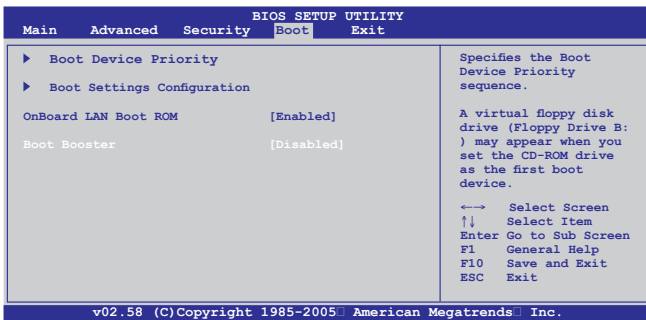 BIOS SETUP UTILITY
Main Advanced Security Boot Exit
Boot Device Priority
Boot Settings Configuration
OnBoard LAN Boot ROM [Enabled]
Boot Booster [Disabled]
Specifies the Boot
Device Priority
sequence.
A virtual floppy disk
drive (Floppy Drive B:
) may appear when you
set the CD-ROM drive
as the first boot
device.
←→ Select Screen
↑↓ Select Item
Enter Go to Sub Screen
F1 General Help
F10 Save and Exit
ESC Exit
v02.58 (C)Copyright 1985-2005□ American Megatrends□ Inc.